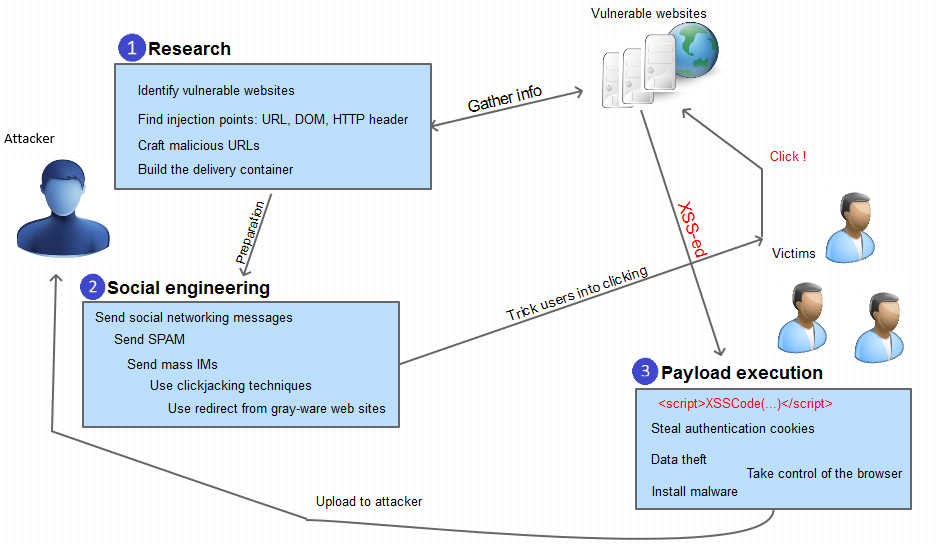 Vulnerable websites
1 Research
Identify vulnerable websites
Find injection points: URL, DOM, HTTP header
Craft malicious URLs
Build the delivery container
Gather info
Attacker
Click !
Preparation
XSS-ed
Victims
2 Social engineering
Send social networking messages
Send SPAM
Send mass IMs
Use clickjacking techniques
Use redirect from gray-ware web sites
Trick users into clicking
3 Payload execution
<script>XSSCode(...)</script>
Steal authentication cookies
Data theft
Take control of the browser
Install malware
Upload to attacker